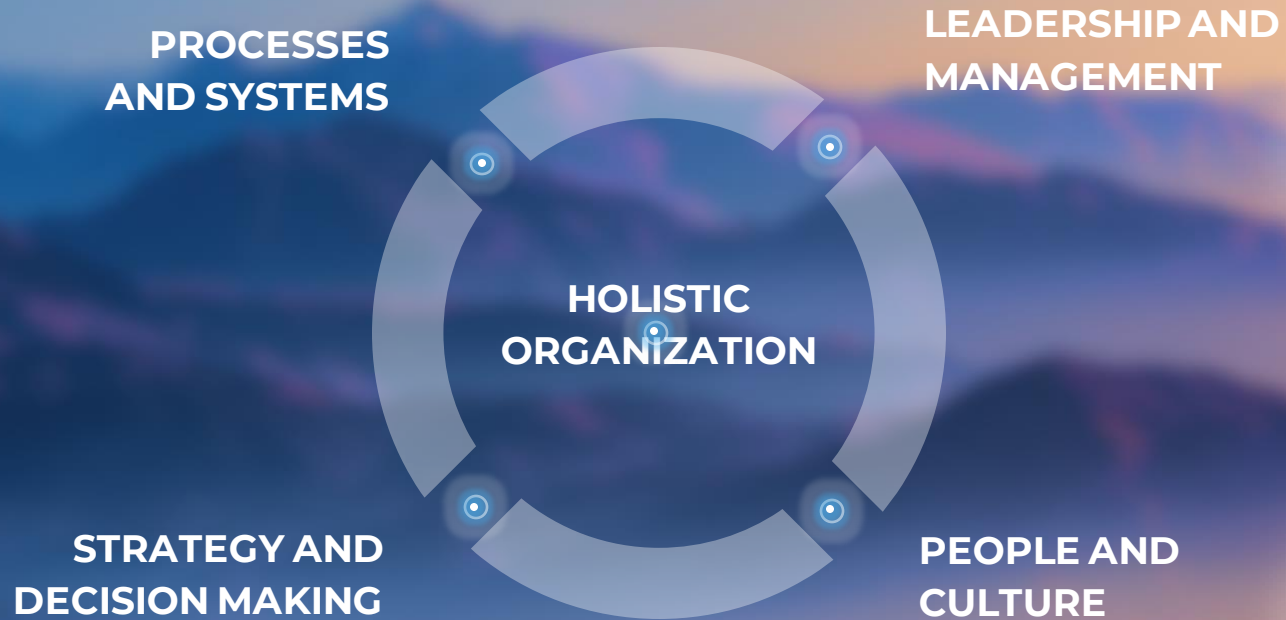 PROCESSES
AND SYSTEMS
LEADERSHIP AND
MANAGEMENT
HOLISTIC
ORGANIZATION
STRATEGY AND
DECISION MAKING
PEOPLE AND
CULTURE